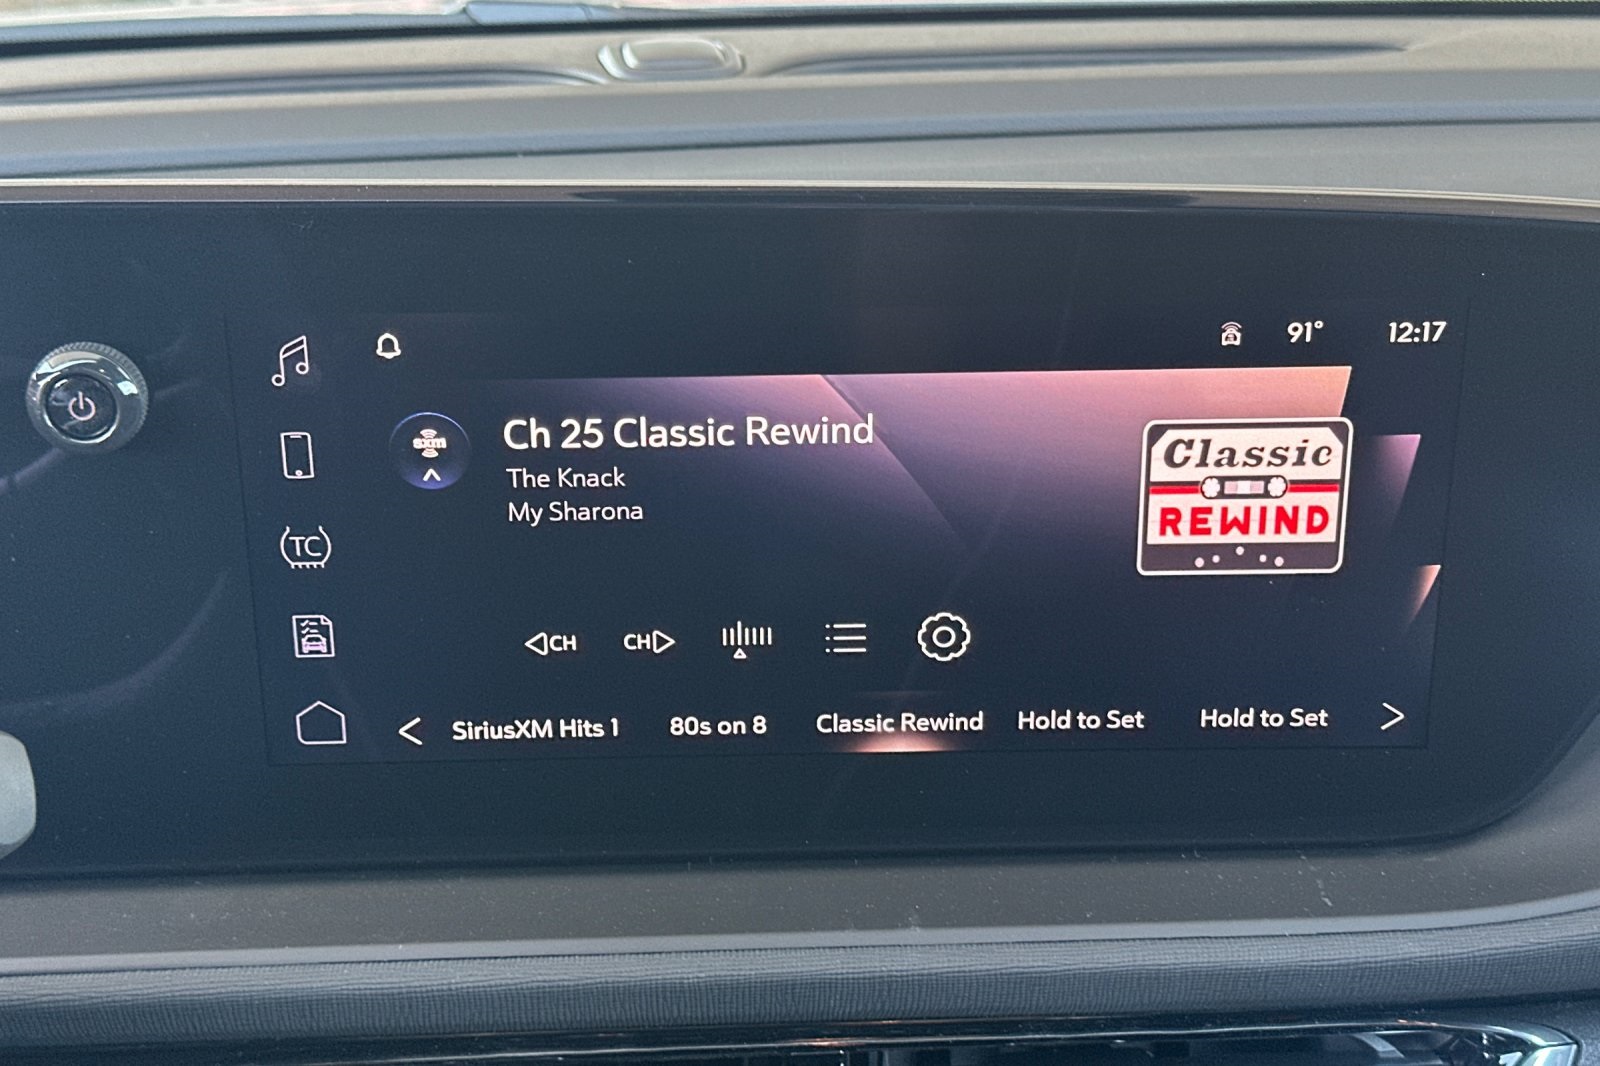 91° 12:17
sxm
Ch 25 Classic Rewind
The Knack
My Sharona
Classic
REWIND
TC
CH CH
SiriusXM Hits 1 80s on 8 Classic Rewind Hold to Set Hold to Set